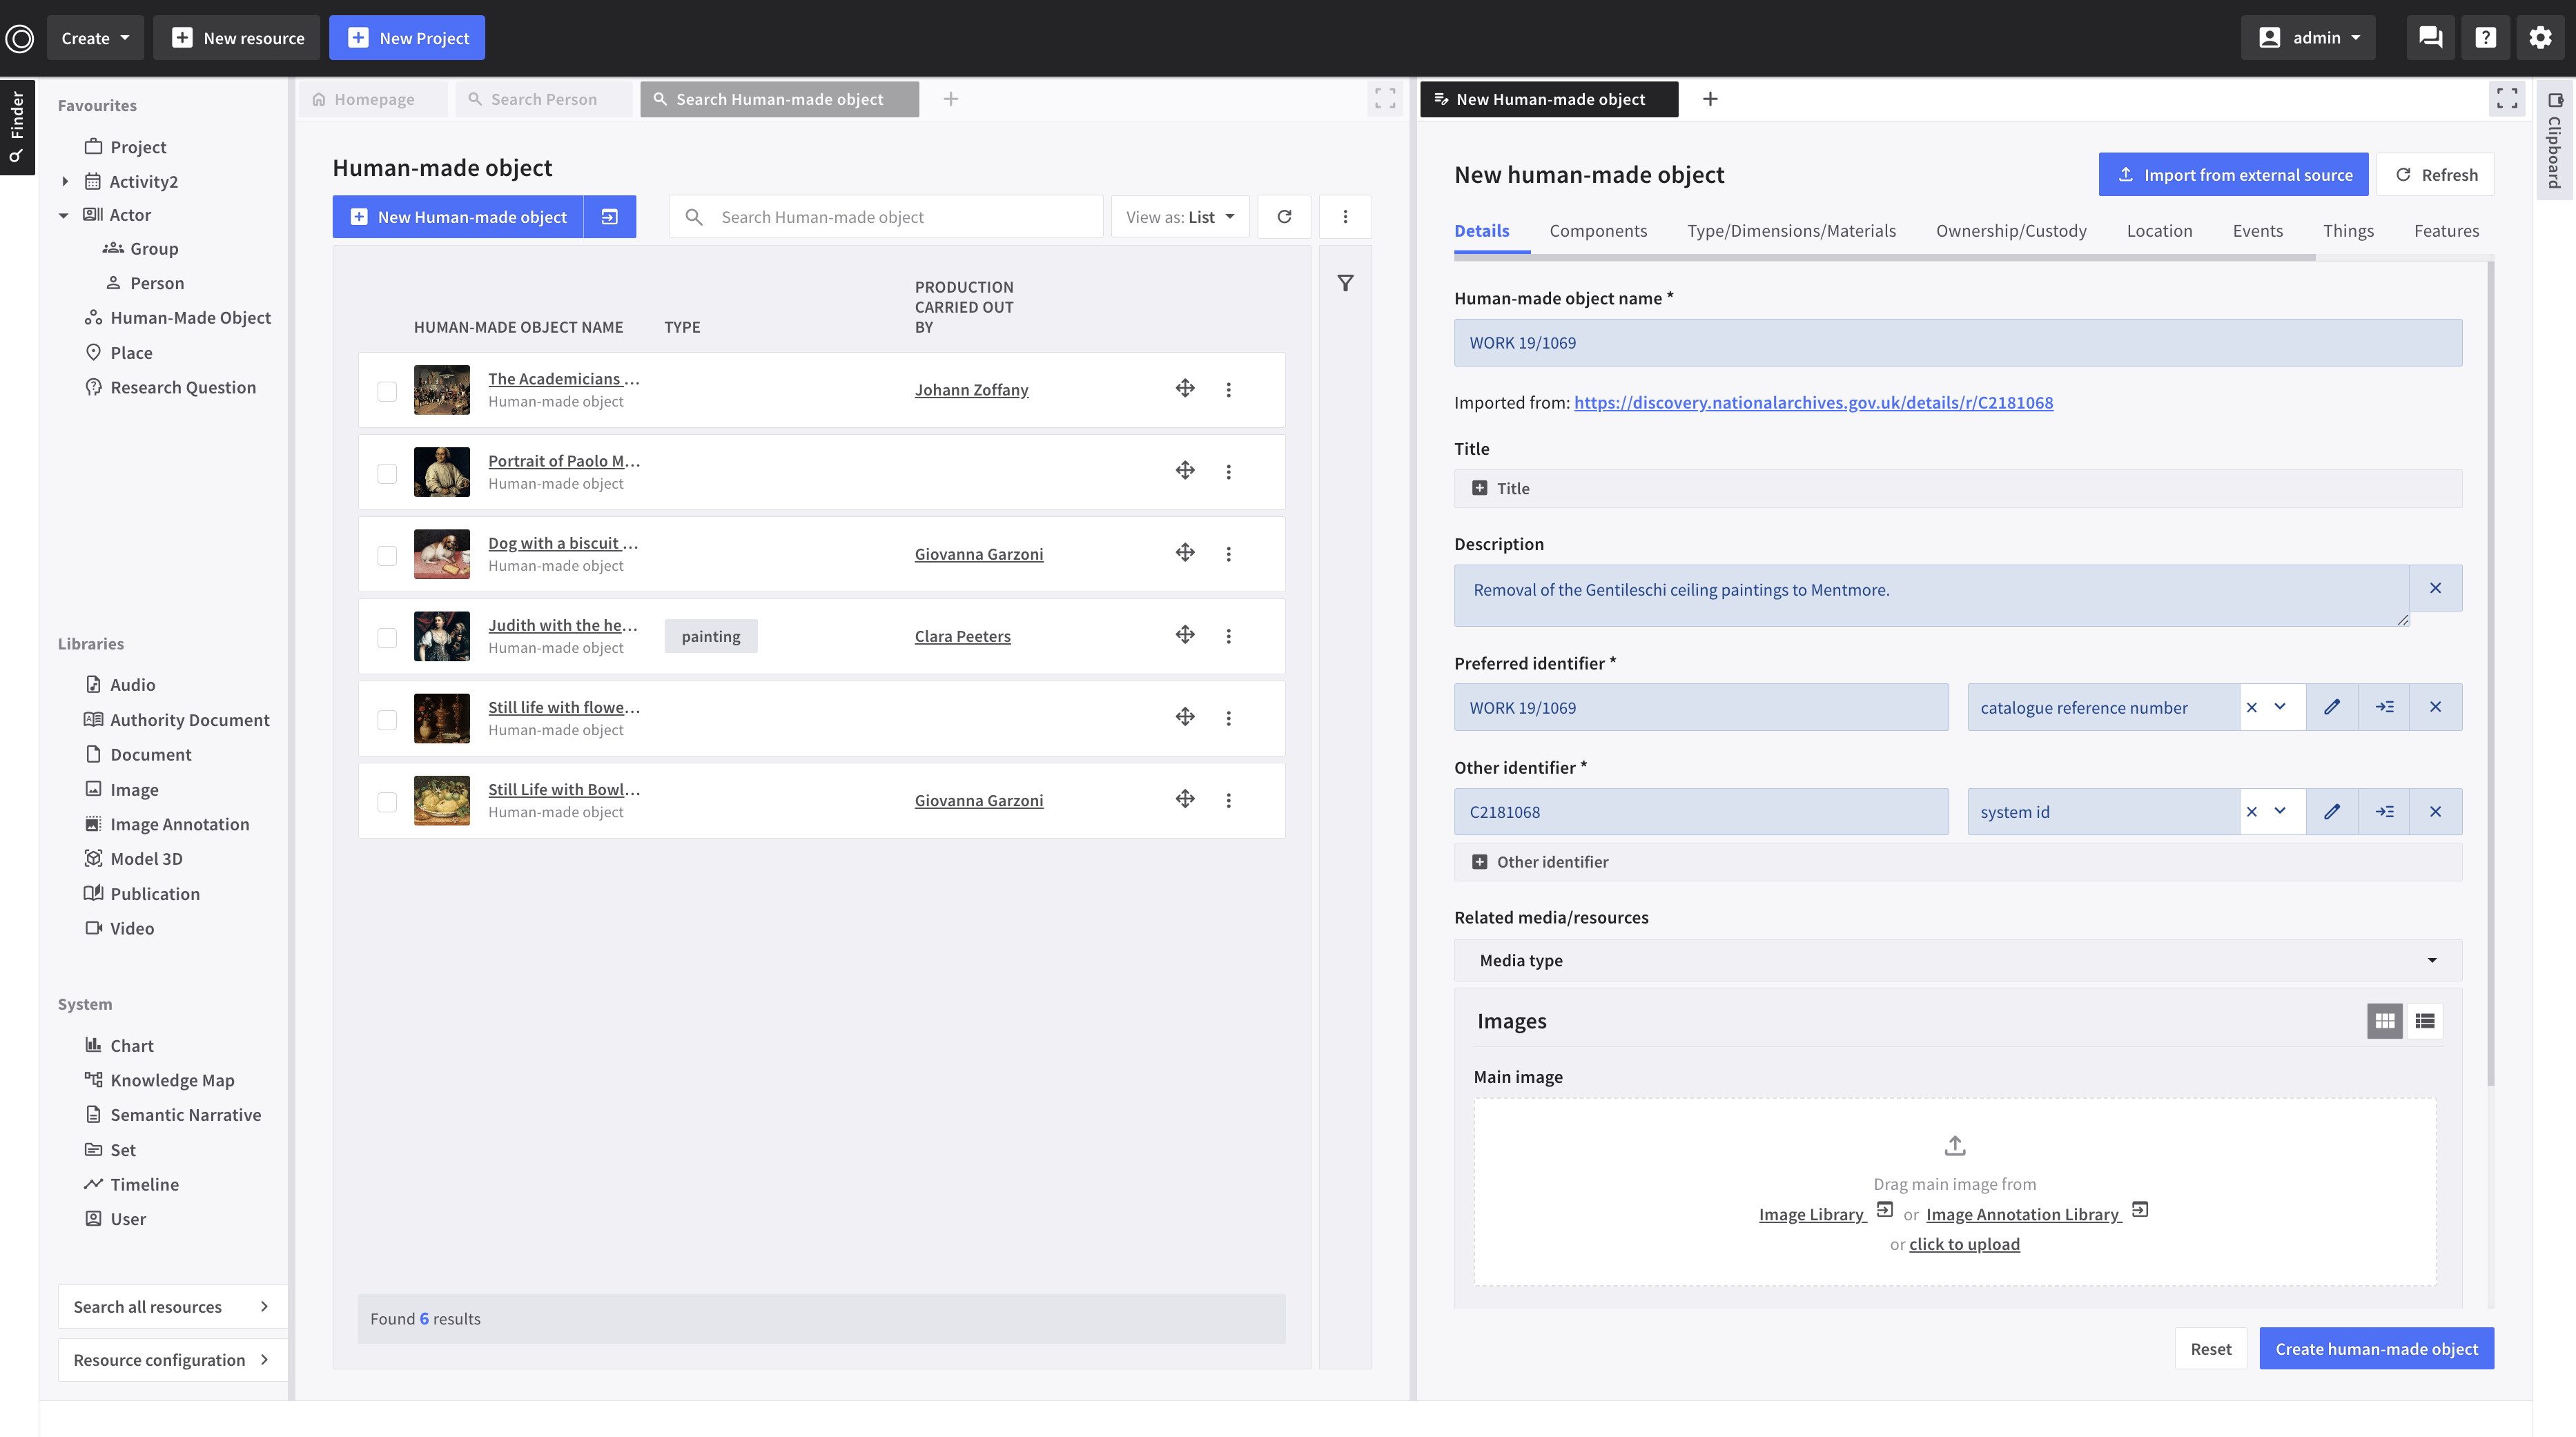 Create
New resource
New Project
admin
Finder
Favourites
Project
Activity2
Actor
Group
Person
Human-Made Object
Place
Research Question
Libraries
Audio
Authority Document
Document
Image
Image Annotation
Model 3D
Publication
Video
System
Chart
Knowledge Map
Semantic Narrative
Set
Timeline
User
Search all resources
Resource configuration
Homepage
Search Person
Search Human-made object
Human-made object
New Human-made object
Search Human-made object
View as: List
HUMAN-MADE OBJECT NAME
TYPE
PRODUCTION
CARRIED OUT
BY
The Academicians ...
Human-made object
Johann Zoffany
Portrait of Paolo M...
Human-made object
Dog with a biscuit ...
Human-made object
Giovanna Garzoni
Judith with the he...
Human-made object
painting
Clara Peeters
Still life with flowe...
Human-made object
Still Life with Bowl...
Human-made object
Giovanna Garzoni
Found 6 results
New Human-made object
New human-made object
Import from external source
Refresh
Details
Components
Type/Dimensions/Materials
Ownership/Custody
Location
Events
Things
Features
Human-made object name *
WORK 19/1069
Imported from: https://discovery.nationalarchives.gov.uk/details/r/C2181068
Title
Title
Description
Removal of the Gentileschi ceiling paintings to Mentmore.
Preferred identifier *
WORK 19/1069
catalogue reference number
Other identifier *
C2181068
system id
Other identifier
Related media/resources
Media type
Images
Main image
Drag main image from
Image Library or Image Annotation Library
or click to upload
Reset
Create human-made object
Clipboard